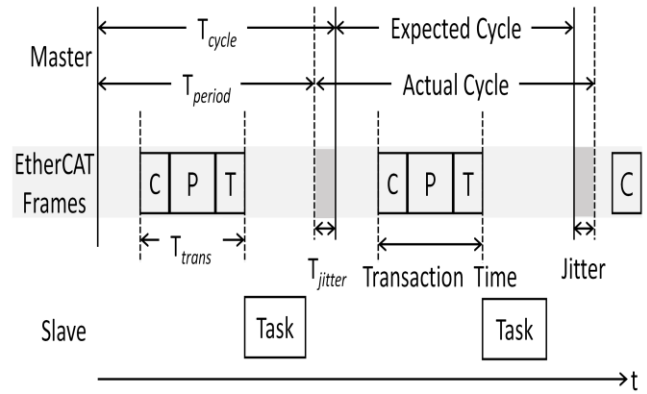 T_cycle Expected Cycle
Master
T_period Actual Cycle
EtherCAT
Frames
C P T C P T C
T_trans
T_jitter Transaction Time Jitter
Slave Task Task
t